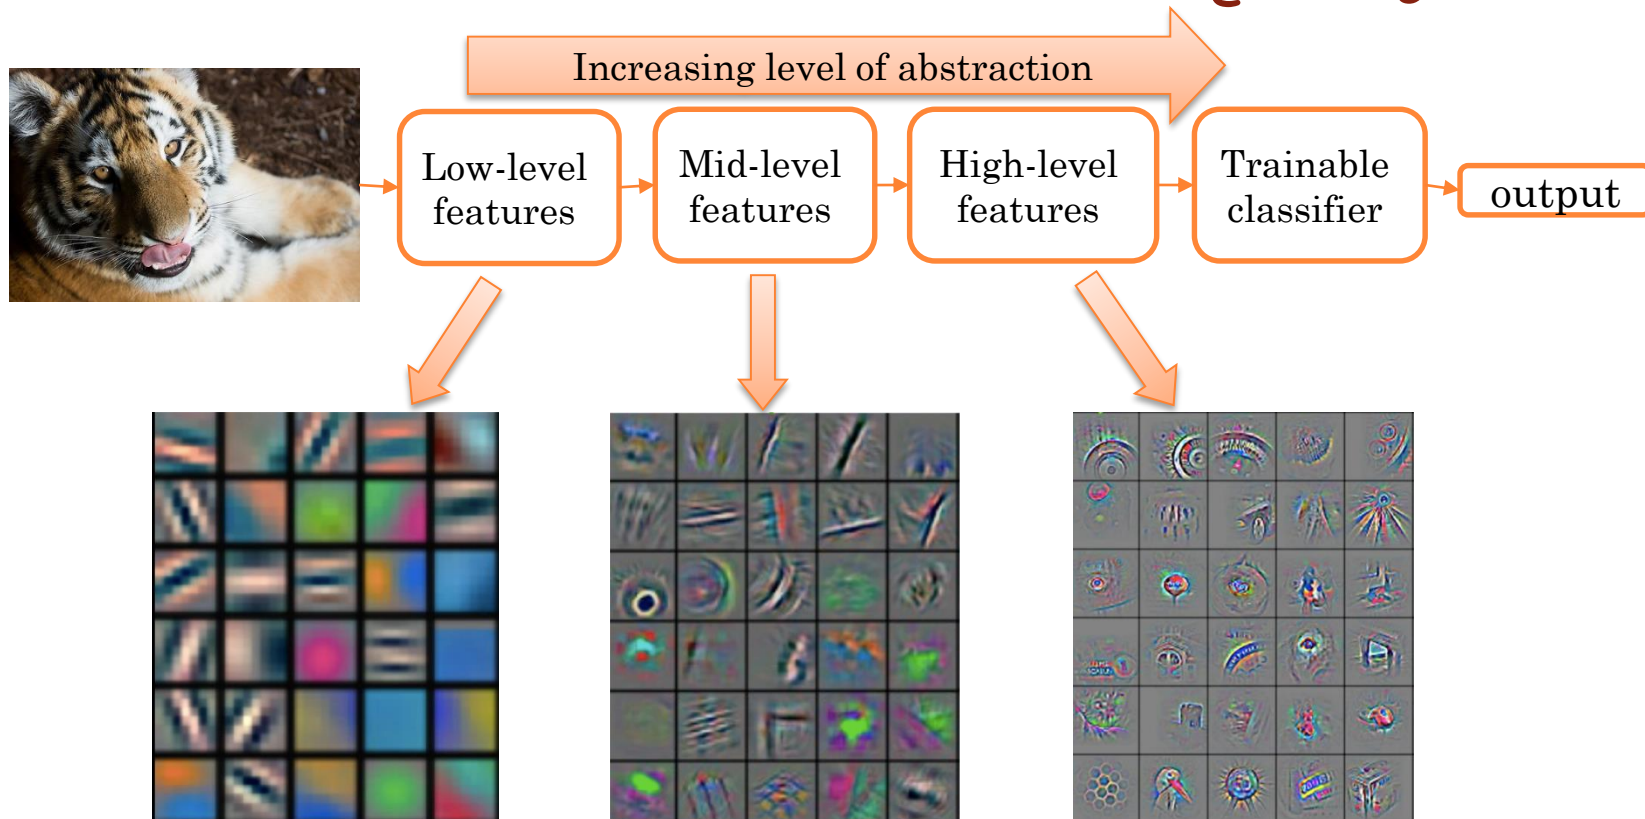 Increasing level of abstraction
Low-level
features
Mid-level
features
High-level
features
Trainable
classifier
output